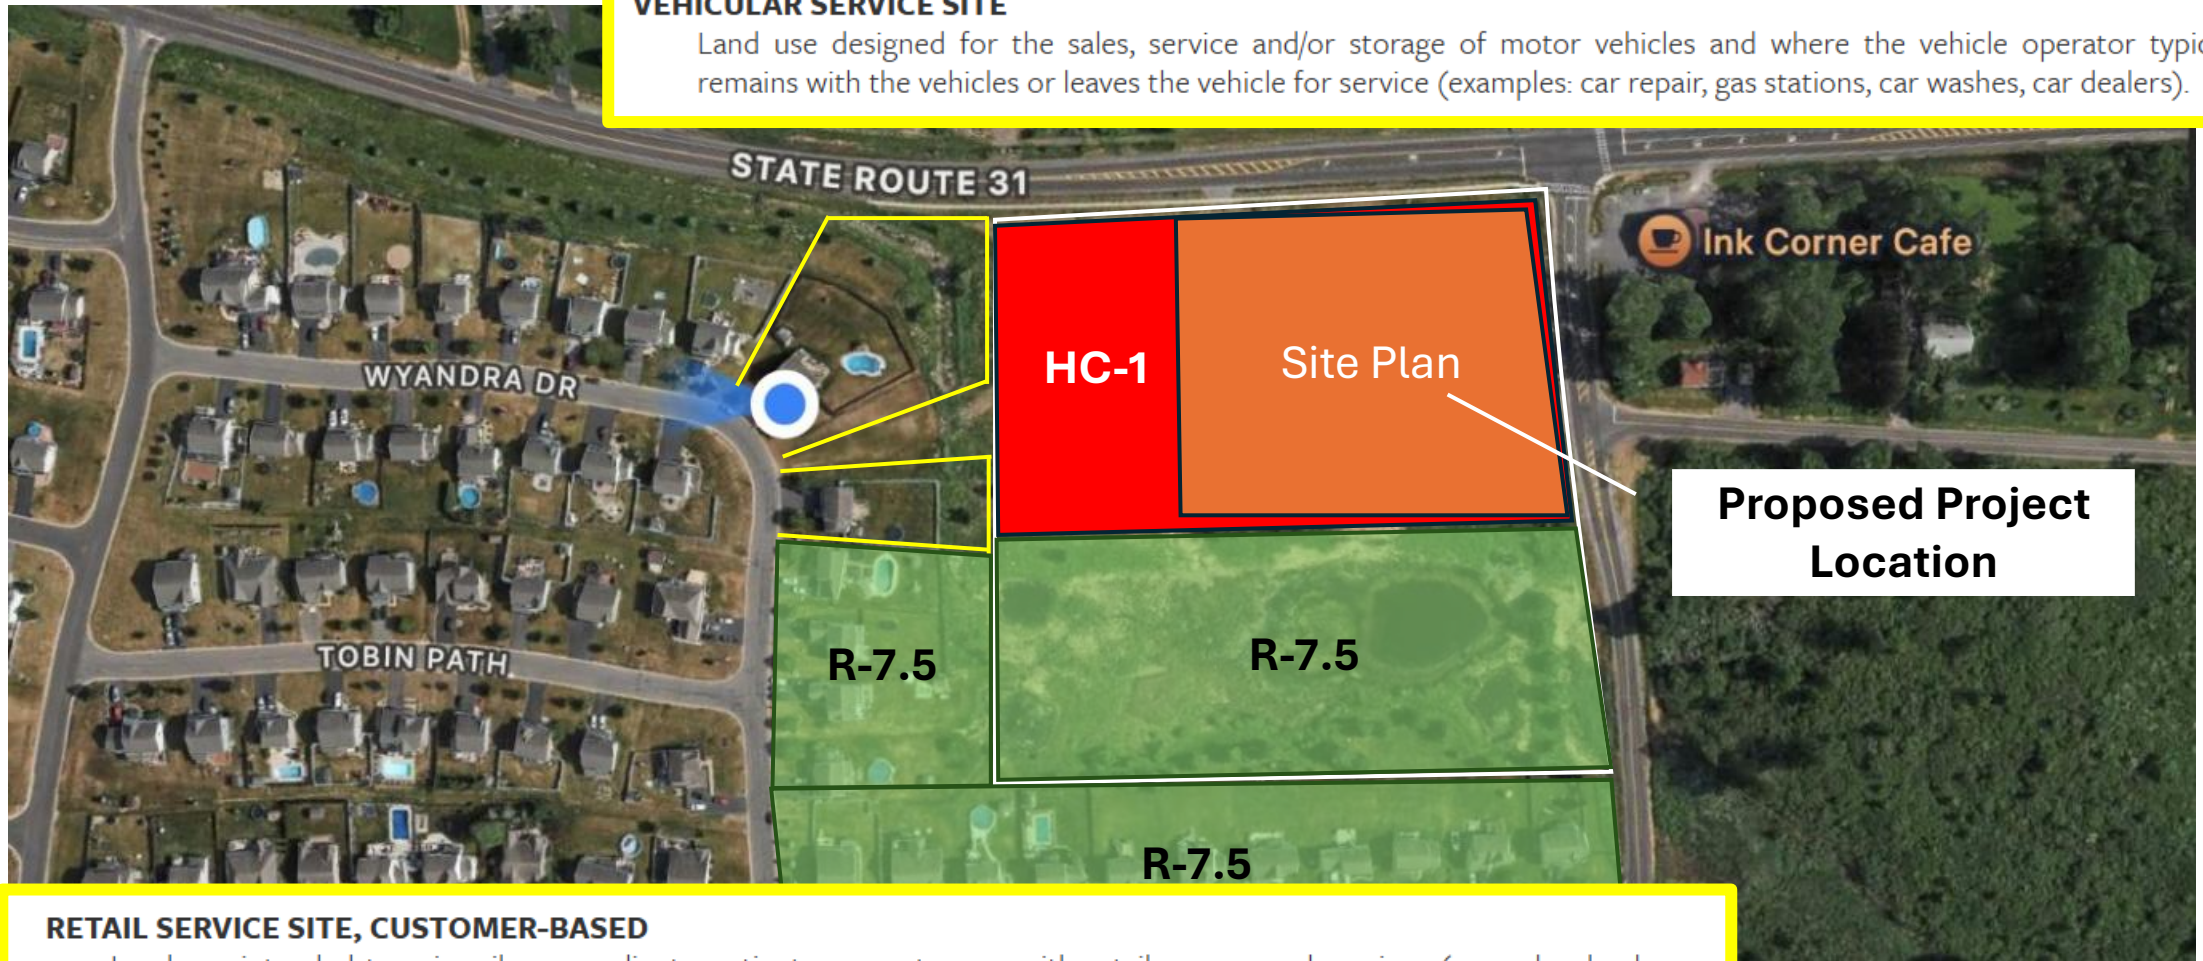 VEHICULAR SERVICE SITE
Land use designed for the sales, service and/or storage of motor vehicles and where the vehicle operator
remains with the vehicles or leaves the vehicle for service (examples: car repair, gas stations, car washes, car dealers).
STATE ROUTE 31
Ink Corner Cafe
HC-1
Site Plan
WYANDRA DR
Proposed Project
Location
TOBIN PATH
R-7.5
R-7.5
R-7.5
RETAIL SERVICE SITE, CUSTOMER-BASED